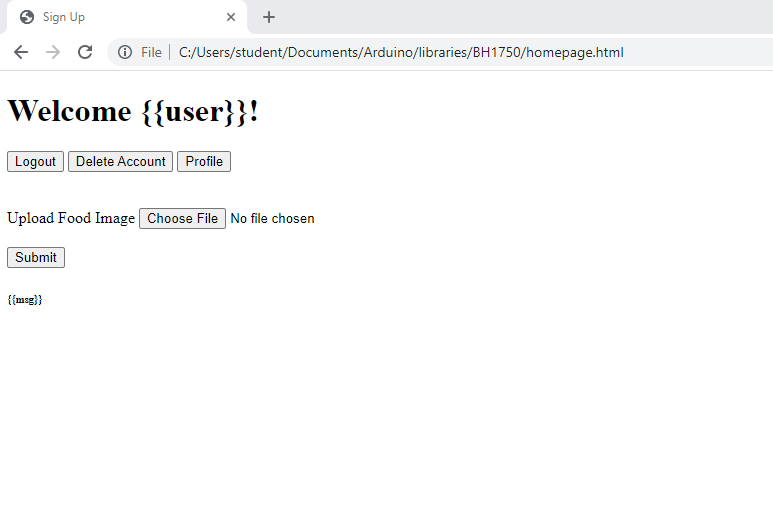 Sign Up
File C:/Users/student/Documents/Arduino/libraries/BH1750/homepage.html
Welcome {{user}}!
Logout Delete Account Profile
Upload Food Image Choose File No file chosen
Submit
{{msg}}